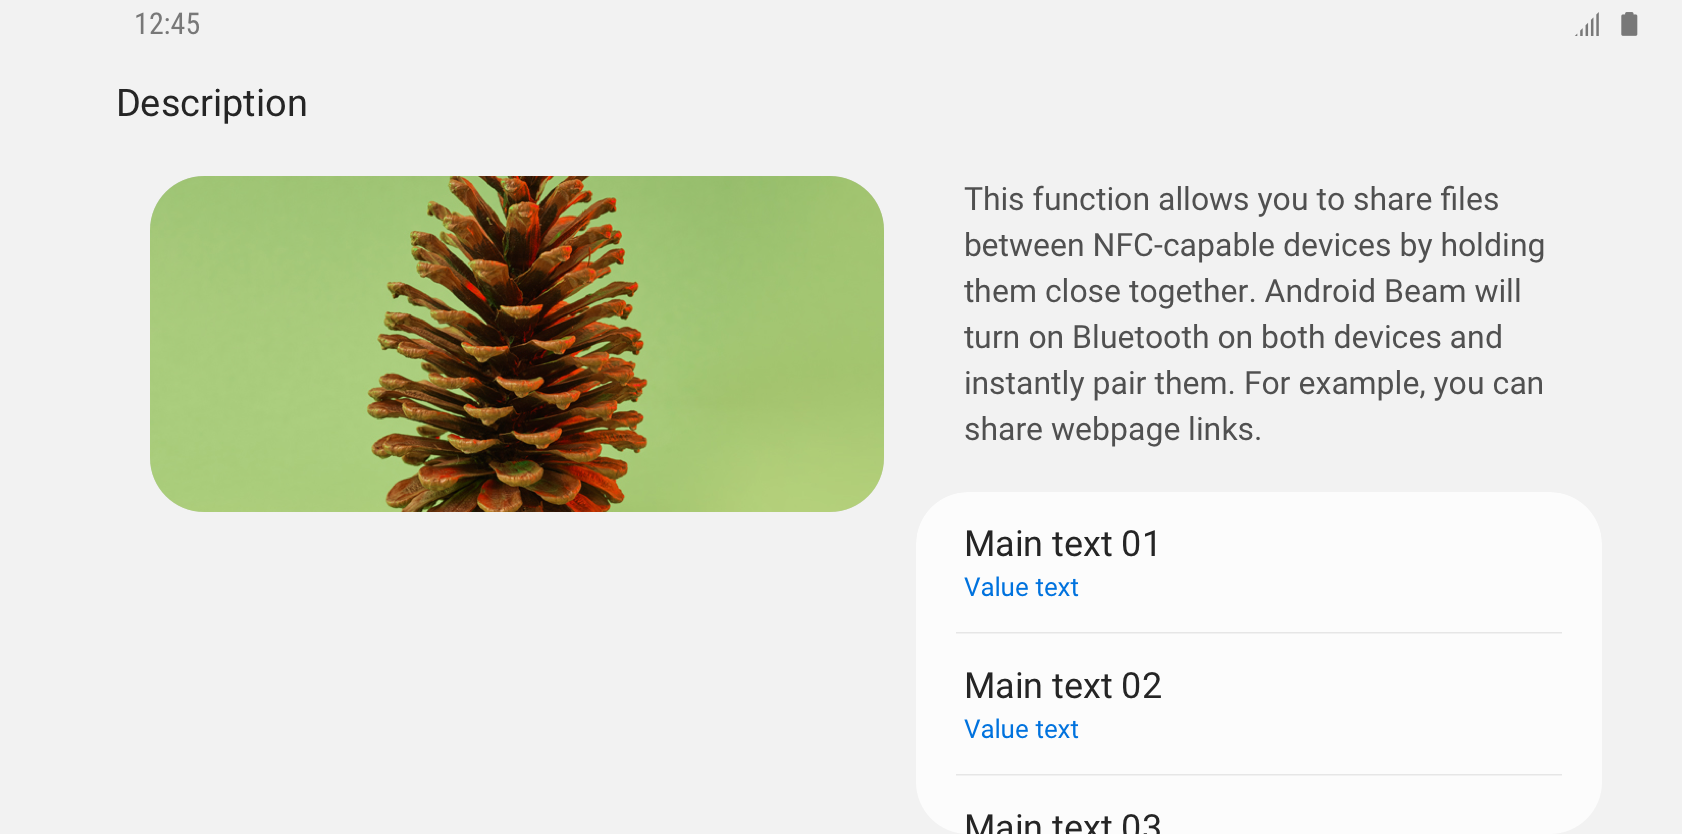 12:45
Description
This function allows you to share files
between NFC-capable devices by holding
them close together. Android Beam will
turn on Bluetooth on both devices and
instantly pair them. For example, you can
share webpage links.
Main text 01
Value text
Main text 02
Value text
Main text 03